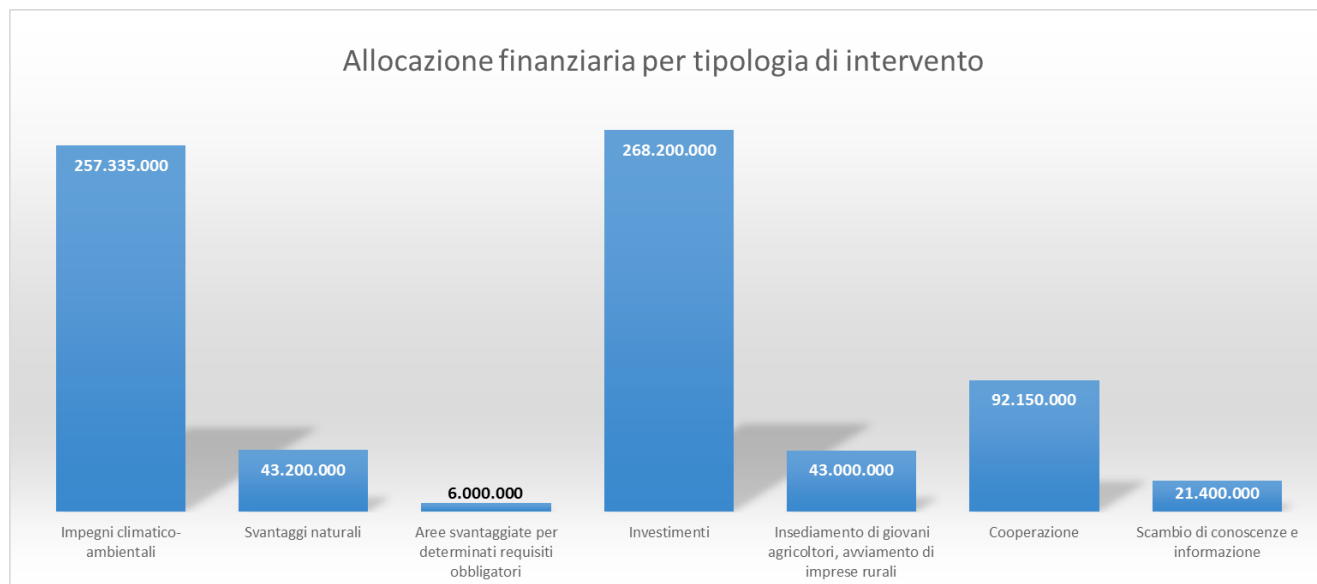 Allocazione finanziaria per tipologia di intervento
257.335.000
43.200.000
6.000.000
268.200.000
43.000.000
92.150.000
21.400.000
Impegni climatico-
ambientali
Svantaggi naturali
Aree svantaggiate per
determinati requisiti
obbligatori
Investimenti
Insediamento di giovani
agricoltori, avviamento di
imprese rurali
Cooperazione
Scambio di conoscenze e
informazione